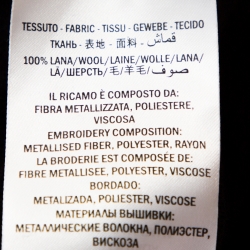 TESSUTO - FABRIC - TISSU - GEWEBE - TECIDO
ТКАНЬ - 表地 - 面料 - قماش
100% LANA/WOOL/LAINE/WOLLE/LANA/
LÃ/ШЕРСТЬ/毛/羊毛/صوف
IL RICAMO È COMPOSTO DA:
FIBRA METALLIZZATA, POLIESTERE,
VISCOSA
EMBROIDERY COMPOSITION:
METALLISED FIBER, POLYESTER, RAYON
LA BRODERIE EST COMPOSÉE DE:
FIBRE METALLISEE, POLYESTER, VISCOSE
BORDADO:
METALIZADA, POLIESTER, VISCOSE
МАТЕРИАЛЫ ВЫШИВКИ:
МЕТАЛЛИЧЕСКИЕ ВОЛОКНА, ПОЛИЭСТЕР,
ВИСКОЗА